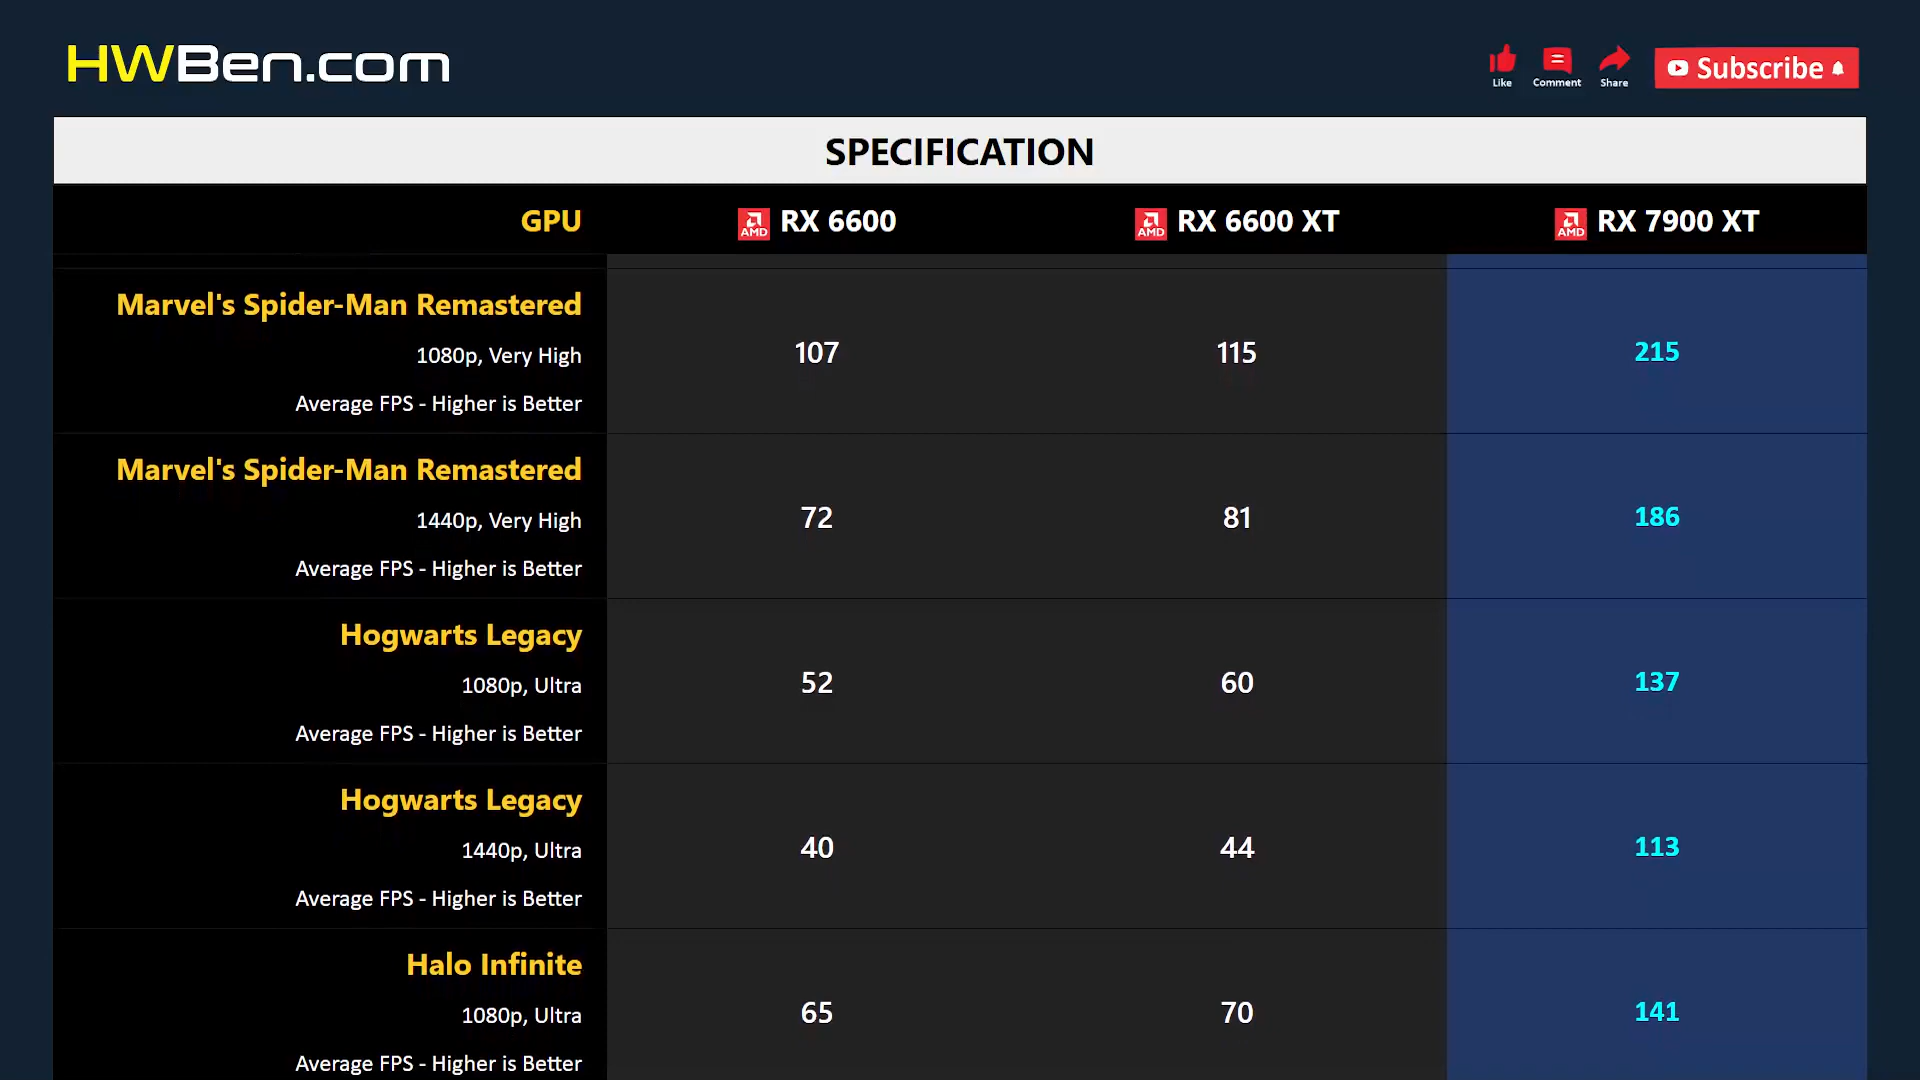 HWBen.com
Like Comment Share Subscribe
SPECIFICATION
GPU AMD RX 6600 AMD RX 6600 XT AMD RX 7900 XT
Marvel's Spider-Man Remastered
1080p, Very High 107 115 215
Average FPS - Higher is Better
Marvel's Spider-Man Remastered
1440p, Very High 72 81 186
Average FPS - Higher is Better
Hogwarts Legacy
1080p, Ultra 52 60 137
Average FPS - Higher is Better
Hogwarts Legacy
1440p, Ultra 40 44 113
Average FPS - Higher is Better
Halo Infinite
1080p, Ultra 65 70 141
Average FPS - Higher is Better